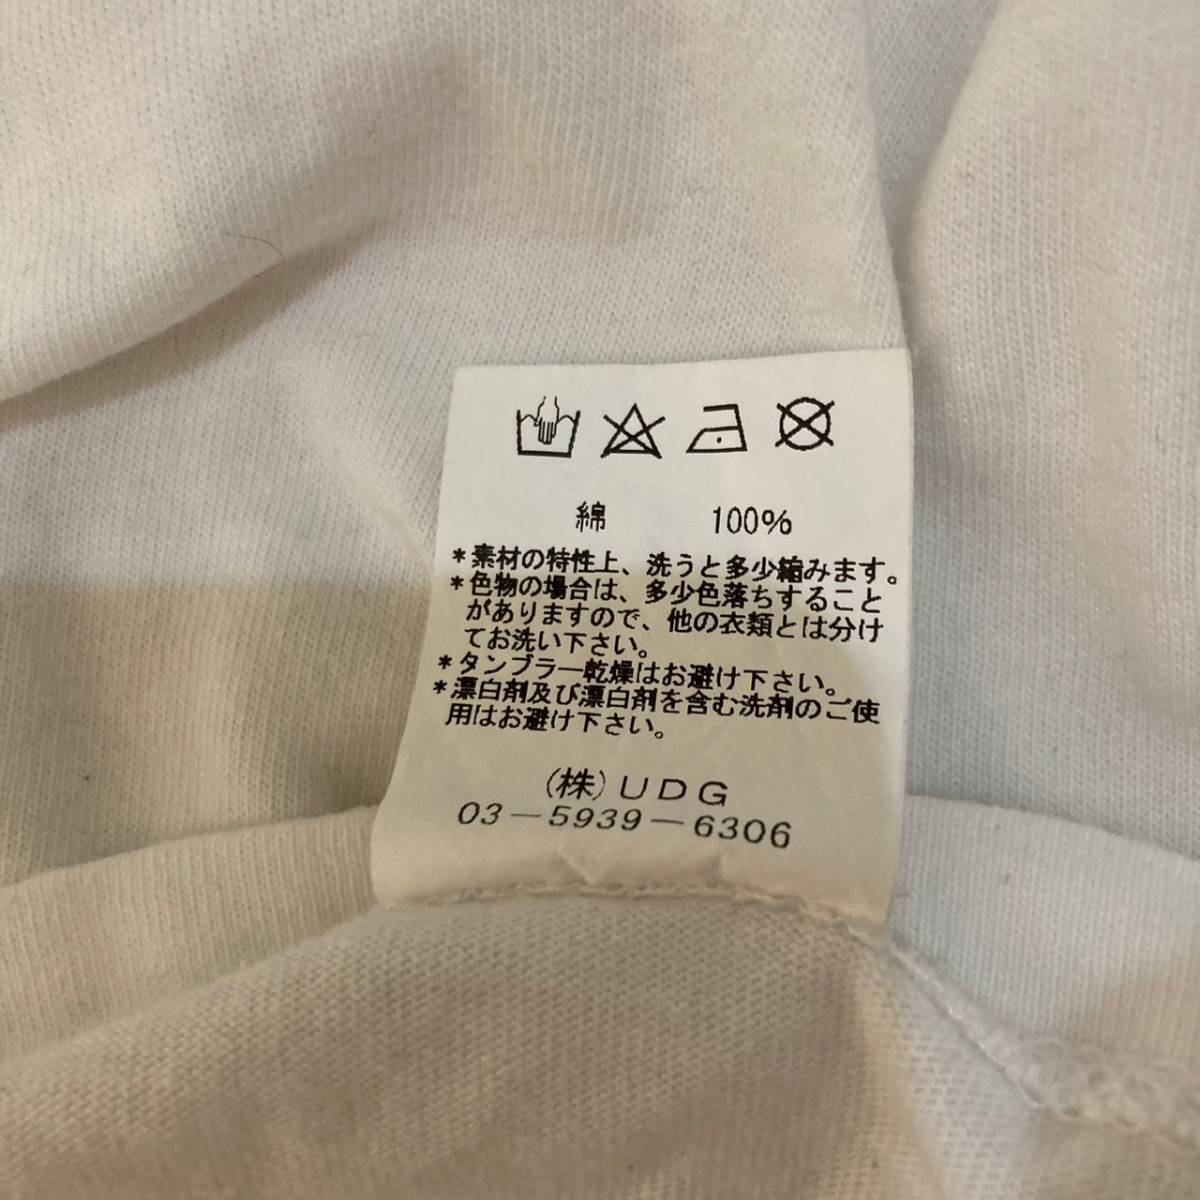 綿 100%
*素材の特性上、洗うと多少縮みます。
*色物の場合は、多少色落ちすること
がありますので、他の衣類とは分け
てお洗い下さい。
*タンブラー乾燥はお避け下さい。
*漂白剤及び漂白剤を含む洗剤のご使
用はお避け下さい。
(株)UDG
03-5939-6306